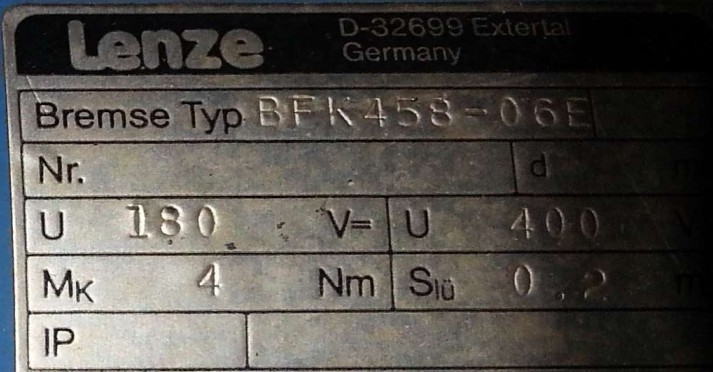 Lenze
D-32699 Extertal
Germany
Bremse Typ BFK458-06E
Nr. d m
U 180 V= U 400 V
MK 4 Nm Slü 0.2 m
IP